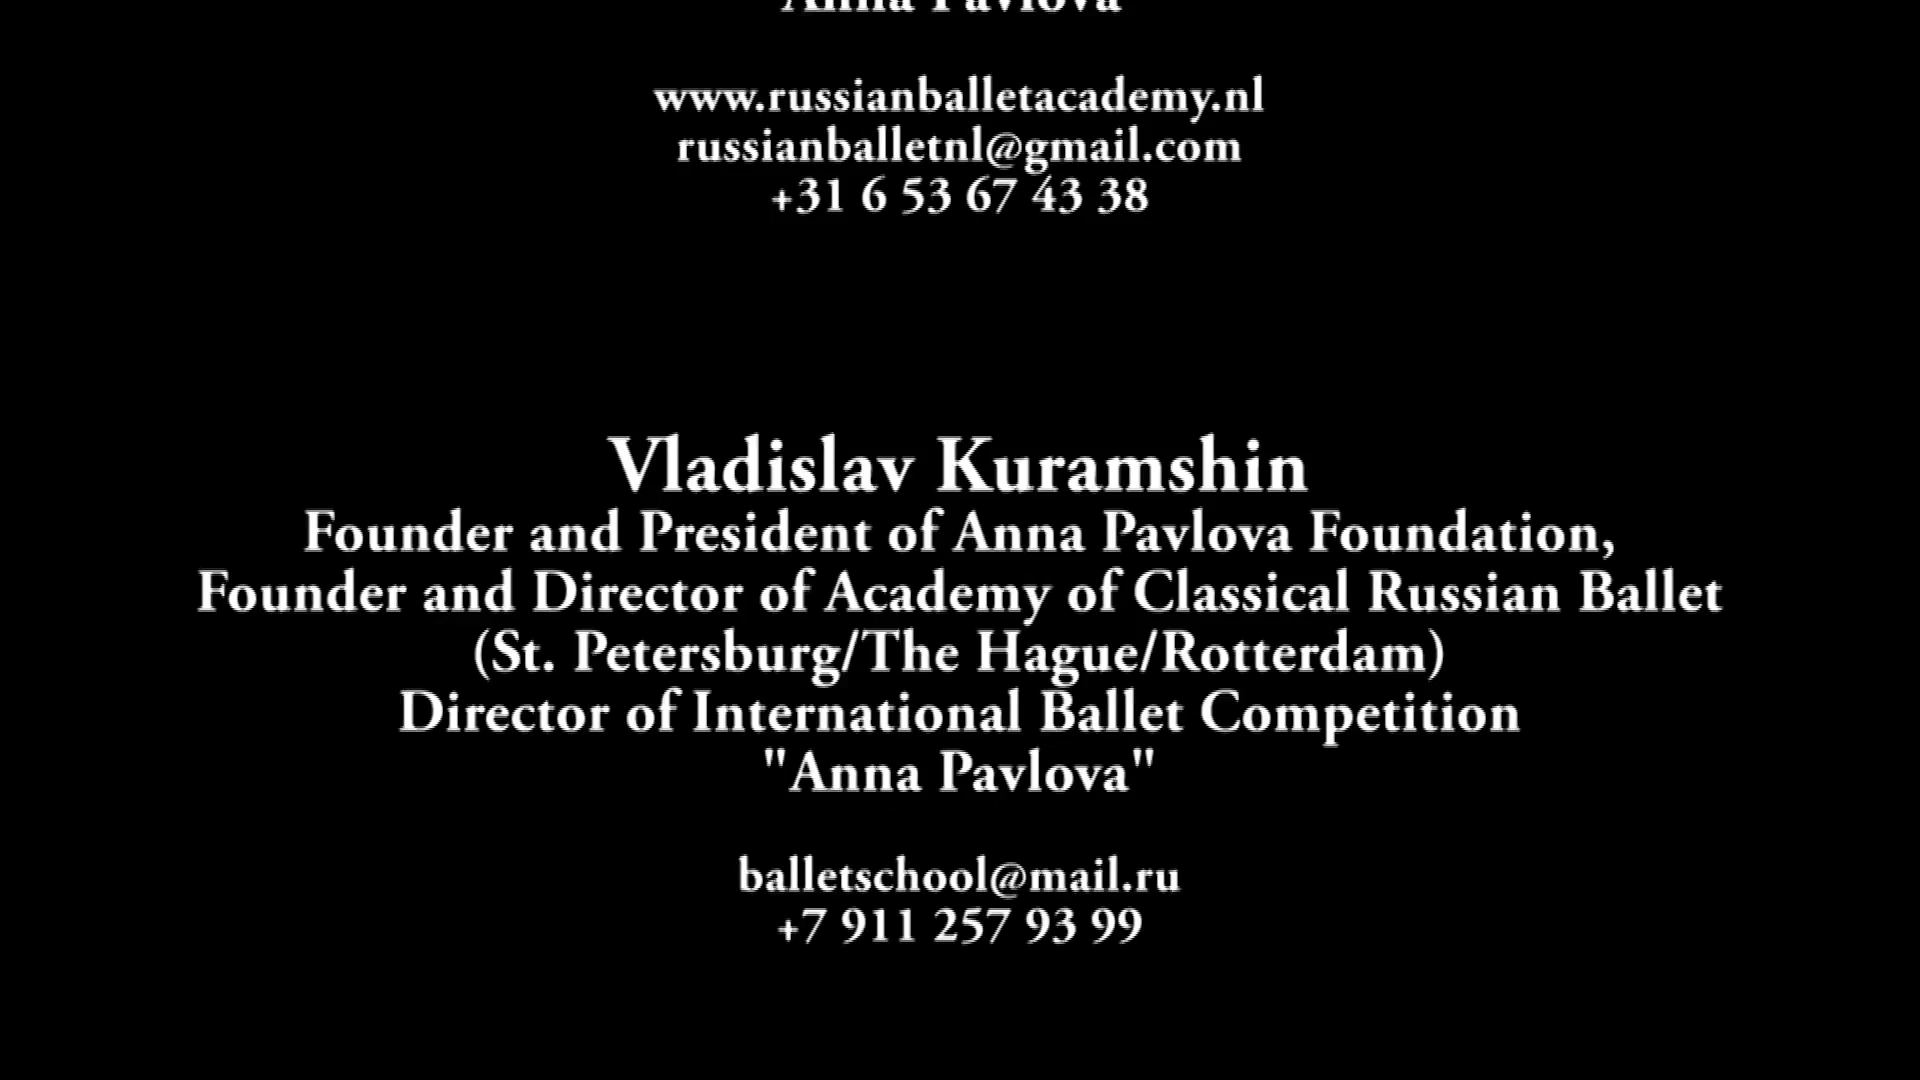 Anna Pavlova
www.russianballetacademy.nl
russianballetnl@gmail.com
+31 6 53 67 43 38
Vladislav Kuramshin
Founder and President of Anna Pavlova Foundation,
Founder and Director of Academy of Classical Russian Ballet
(St. Petersburg/The Hague/Rotterdam)
Director of International Ballet Competition
"Anna Pavlova"
balletschool@mail.ru
+7 911 257 93 99